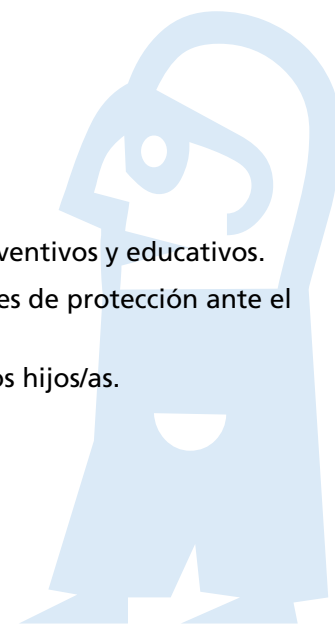 ventivos y educativos.
es de protección ante el
os hijos/as.